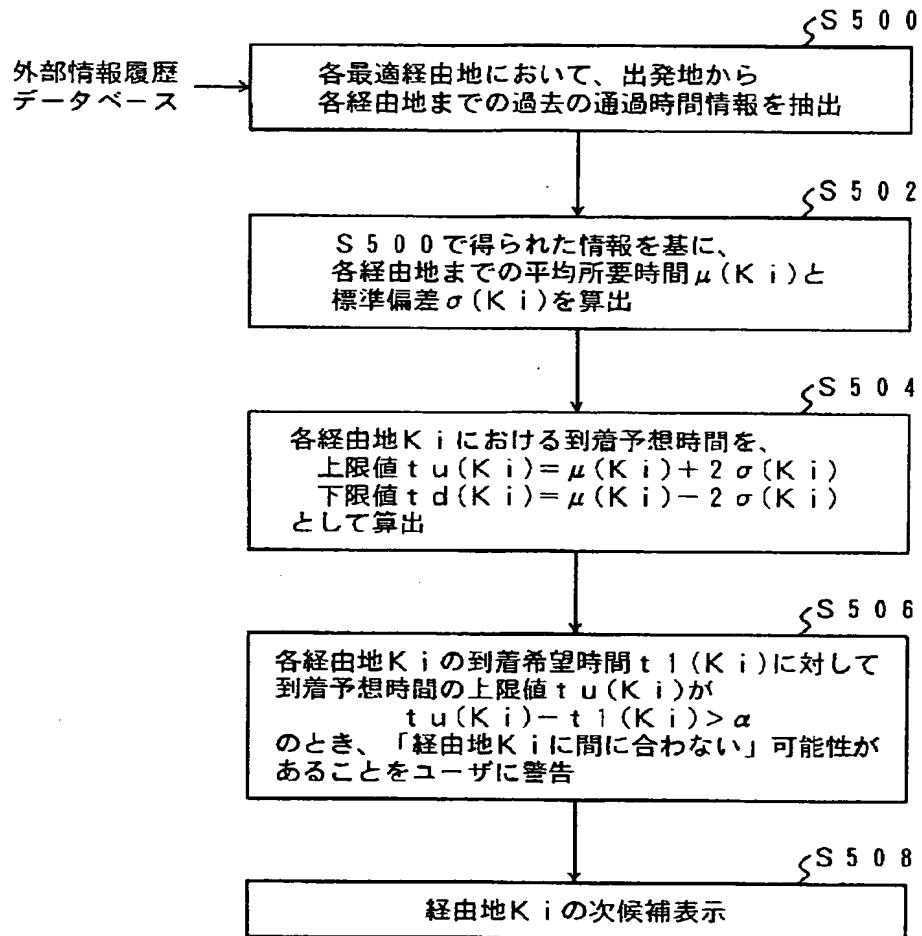 S500
外部情報履歴
データベース
各最適経由地において、出発地から
各経由地までの過去の通過時間情報を抽出
S502
S500で得られた情報を基に、
各経由地までの平均所要時間μ(Ki)と
標準偏差σ(Ki)を算出
S504
各経由地Kiにおける到着予想時間を、
上限値tu(Ki)=μ(Ki)+2σ(Ki)
下限値td(Ki)=μ(Ki)-2σ(Ki)
として算出
S506
各経由地Kiの到着希望時間t1(Ki)に対して
到着予想時間の上限値tu(Ki)が
tu(Ki)-t1(Ki)>α
のとき、「経由地Kiに間に合わない」可能性が
あることをユーザに警告
S508
経由地Kiの次候補表示